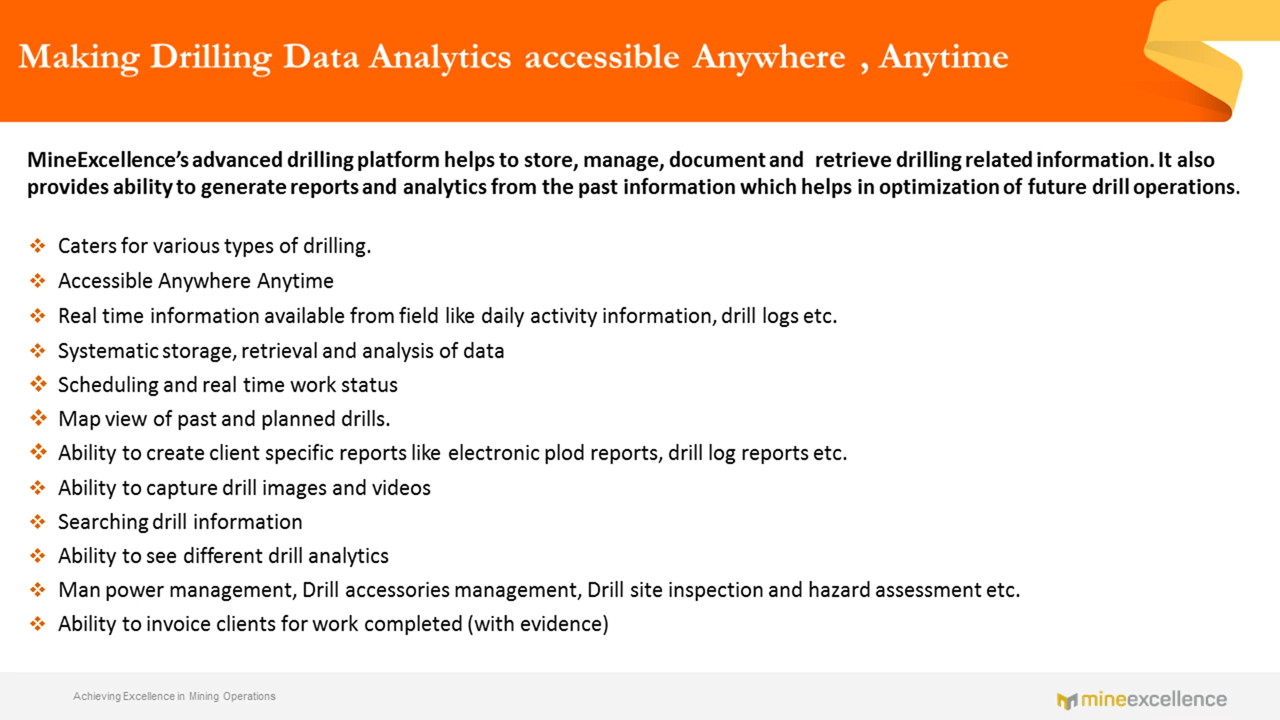 Making Drilling Data Analytics accessible Anywhere , Anytime
MineExcellence’s advanced drilling platform helps to store, manage, document and retrieve drilling related information. It also
provides ability to generate reports and analytics from the past information which helps in optimization of future drill operations.
Caters for various types of drilling.
Accessible Anywhere Anytime
Real time information available from field like daily activity information, drill logs etc.
Systematic storage, retrieval and analysis of data
Scheduling and real time work status
Map view of past and planned drills.
Ability to create client specific reports like electronic plod reports, drill log reports etc.
Ability to capture drill images and videos
Searching drill information
Ability to see different drill analytics
Man power management, Drill accessories management, Drill site inspection and hazard assessment etc.
Ability to invoice clients for work completed (with evidence)
Achieving Excellence in Mining Operations
mineexcellence